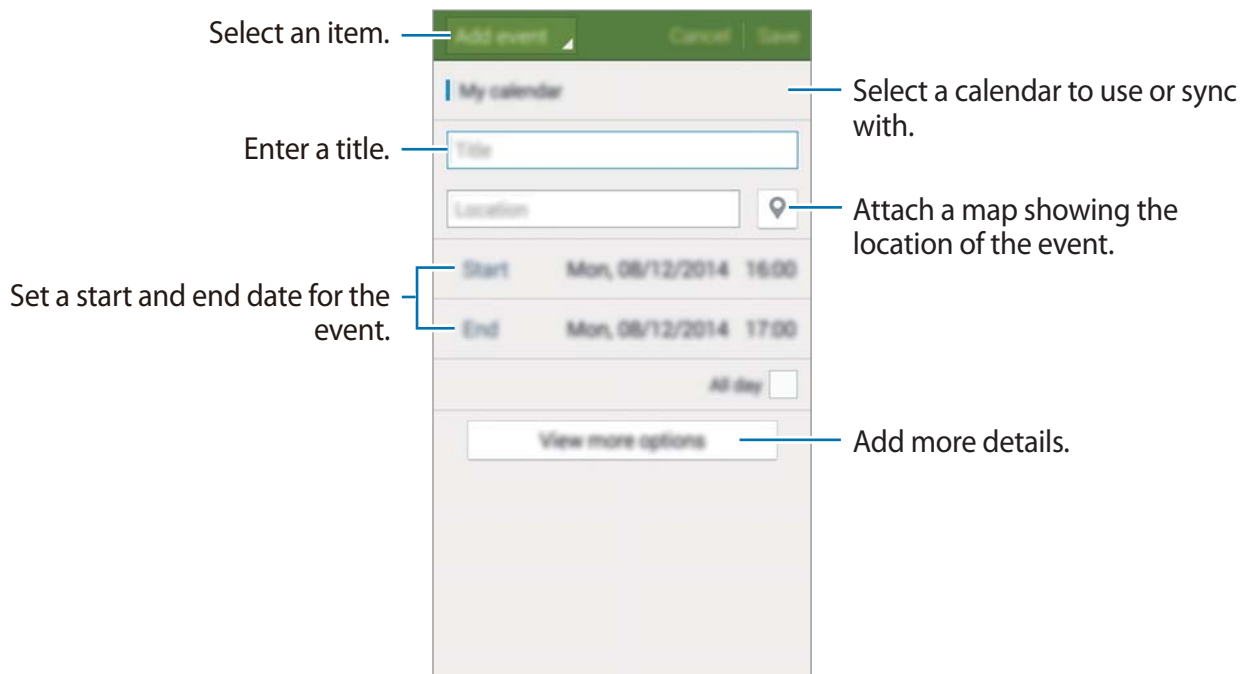 Select an item.
Add event
Cancel
Save
My calendar
Select a calendar to use or sync
with.
Enter a title.
Title
Location
Attach a map showing the
location of the event.
Set a start and end date for the
event.
Start Mon, 08/12/2014 16:00
End Mon, 08/12/2014 17:00
All day
View more options
Add more details.